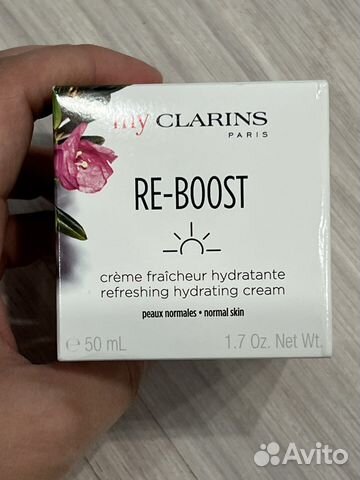 my CLARINS
PARIS
RE-BOOST
crème fraîcheur hydratante
refreshing hydrating cream
peaux normales • normal skin
℮ 50 mL 1.7 Oz. Net Wt.
Avito